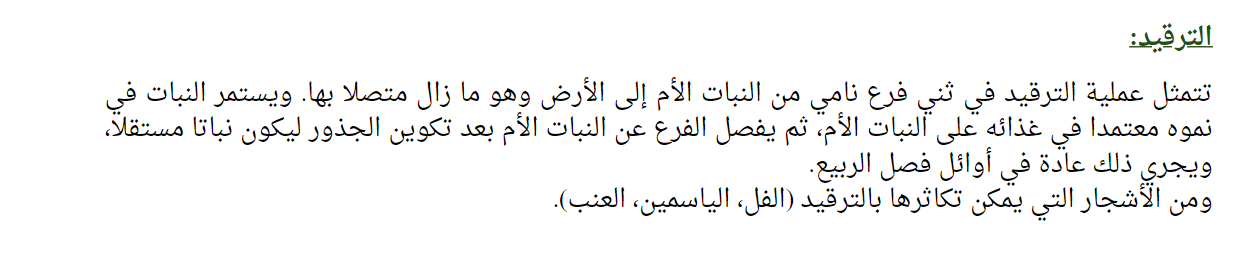 الترقيد:
تتمثل عملية الترقيد في ثني فرع نامي من النبات الأم إلى الأرض وهو ما زال متصلا بها. ويستمر النبات في
نموه معتمدا في غذائه على النبات الأم، ثم يفصل الفرع عن النبات الأم بعد تكوين الجذور ليكون نباتا مستقلا،
ويجري ذلك عادة في أوائل فصل الربيع.
ومن الأشجار التي يمكن تكاثرها بالترقيد (الفل، الياسمين، العنب).